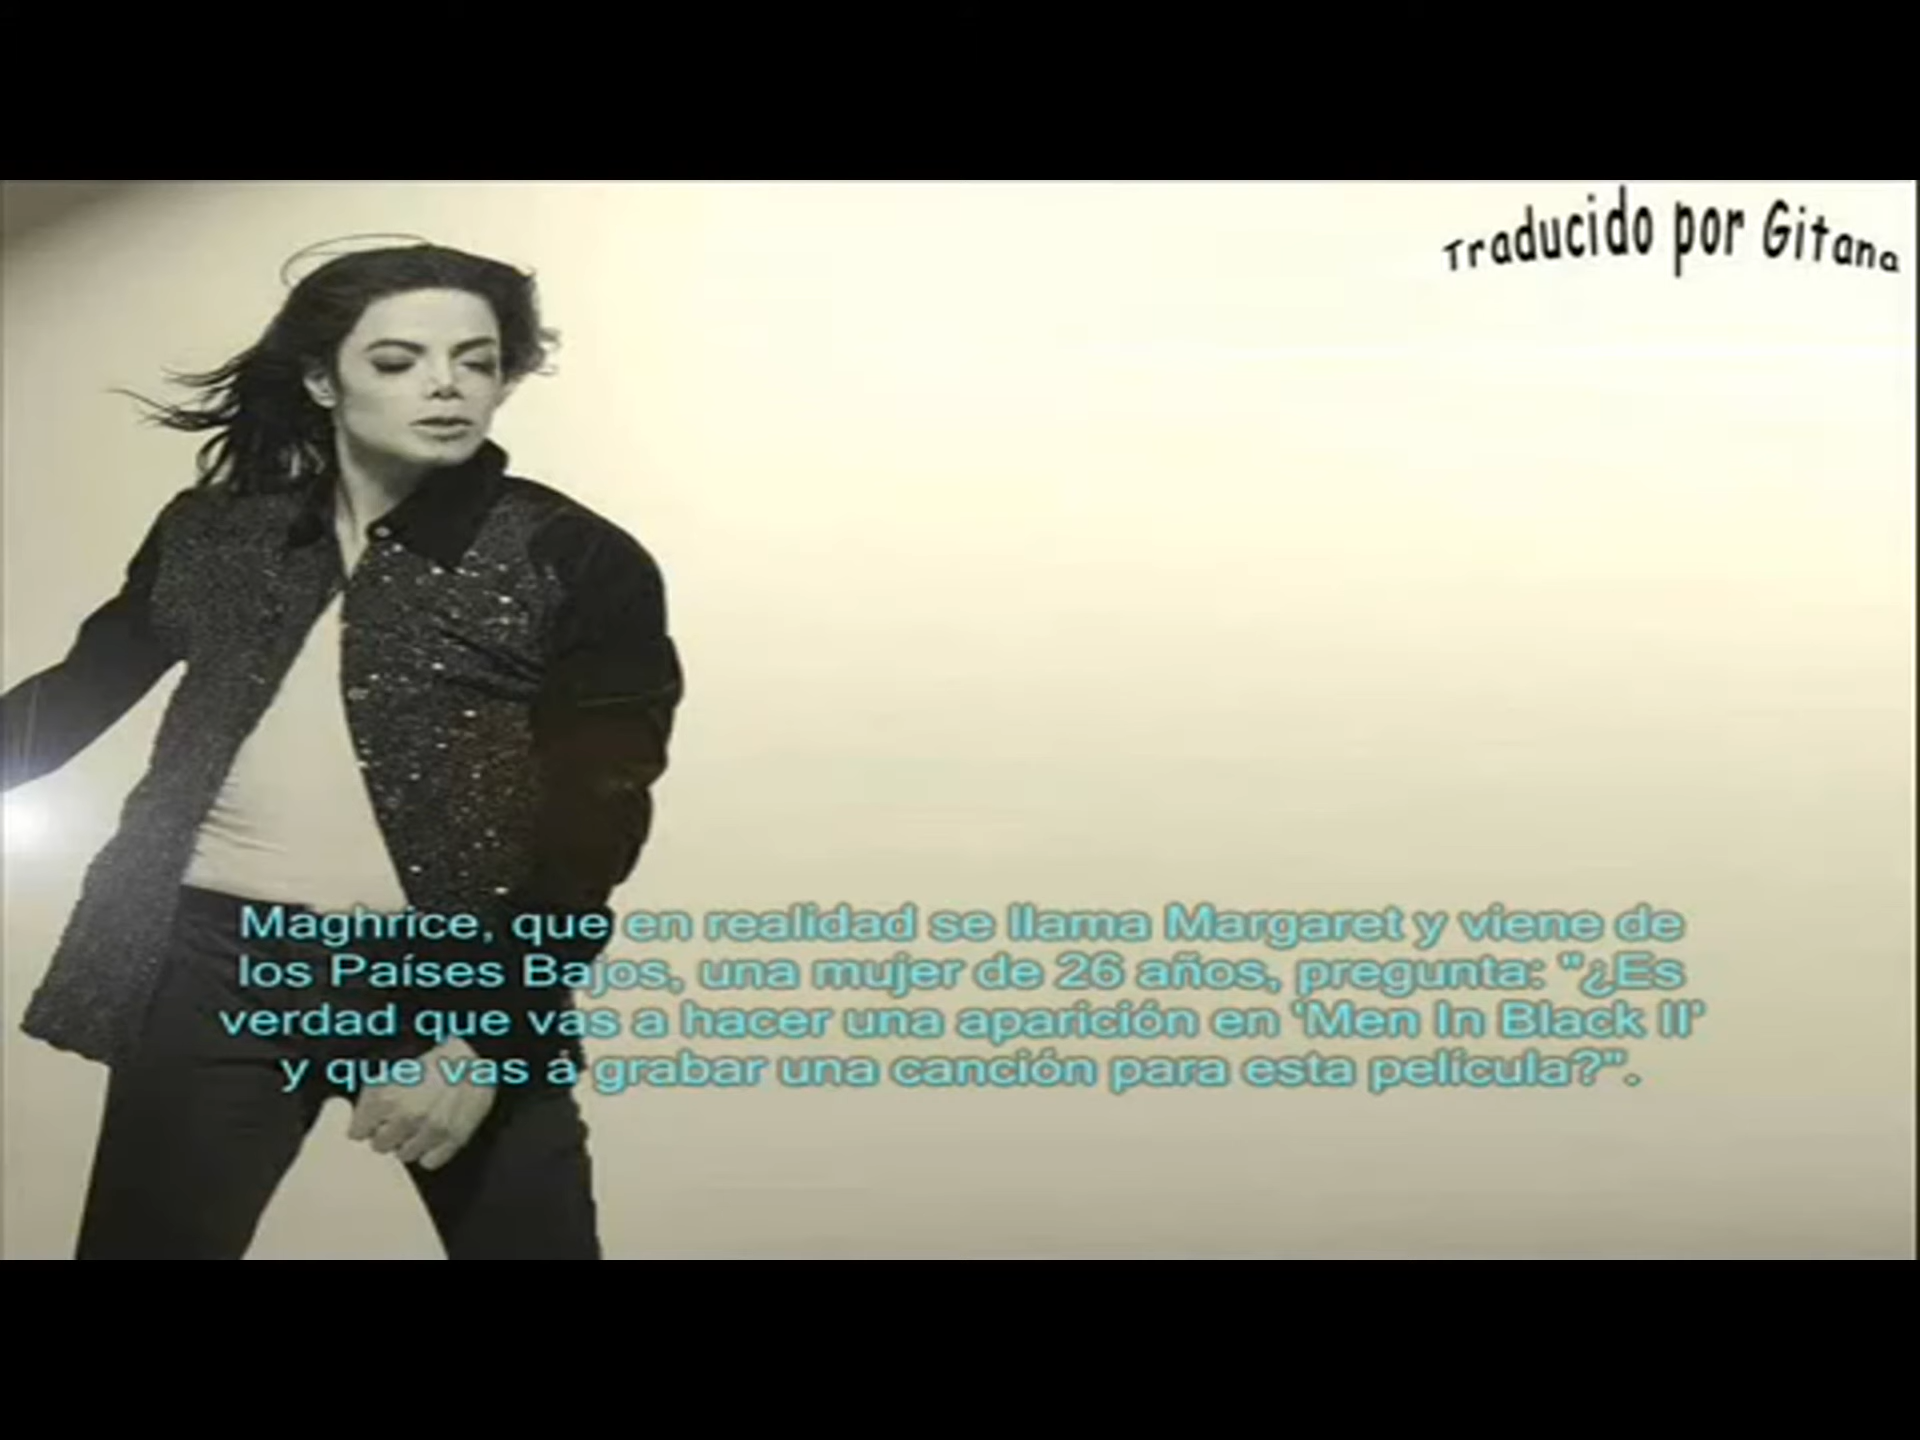 Traducido por Gitana
Maghrice, que en realidad se llama Margaret y viene de
los Países Bajos, una mujer de 26 años, pregunta: "¿Es
verdad que vas a hacer una aparición en 'Men In Black II'
y que vas a grabar una canción para esta película?".